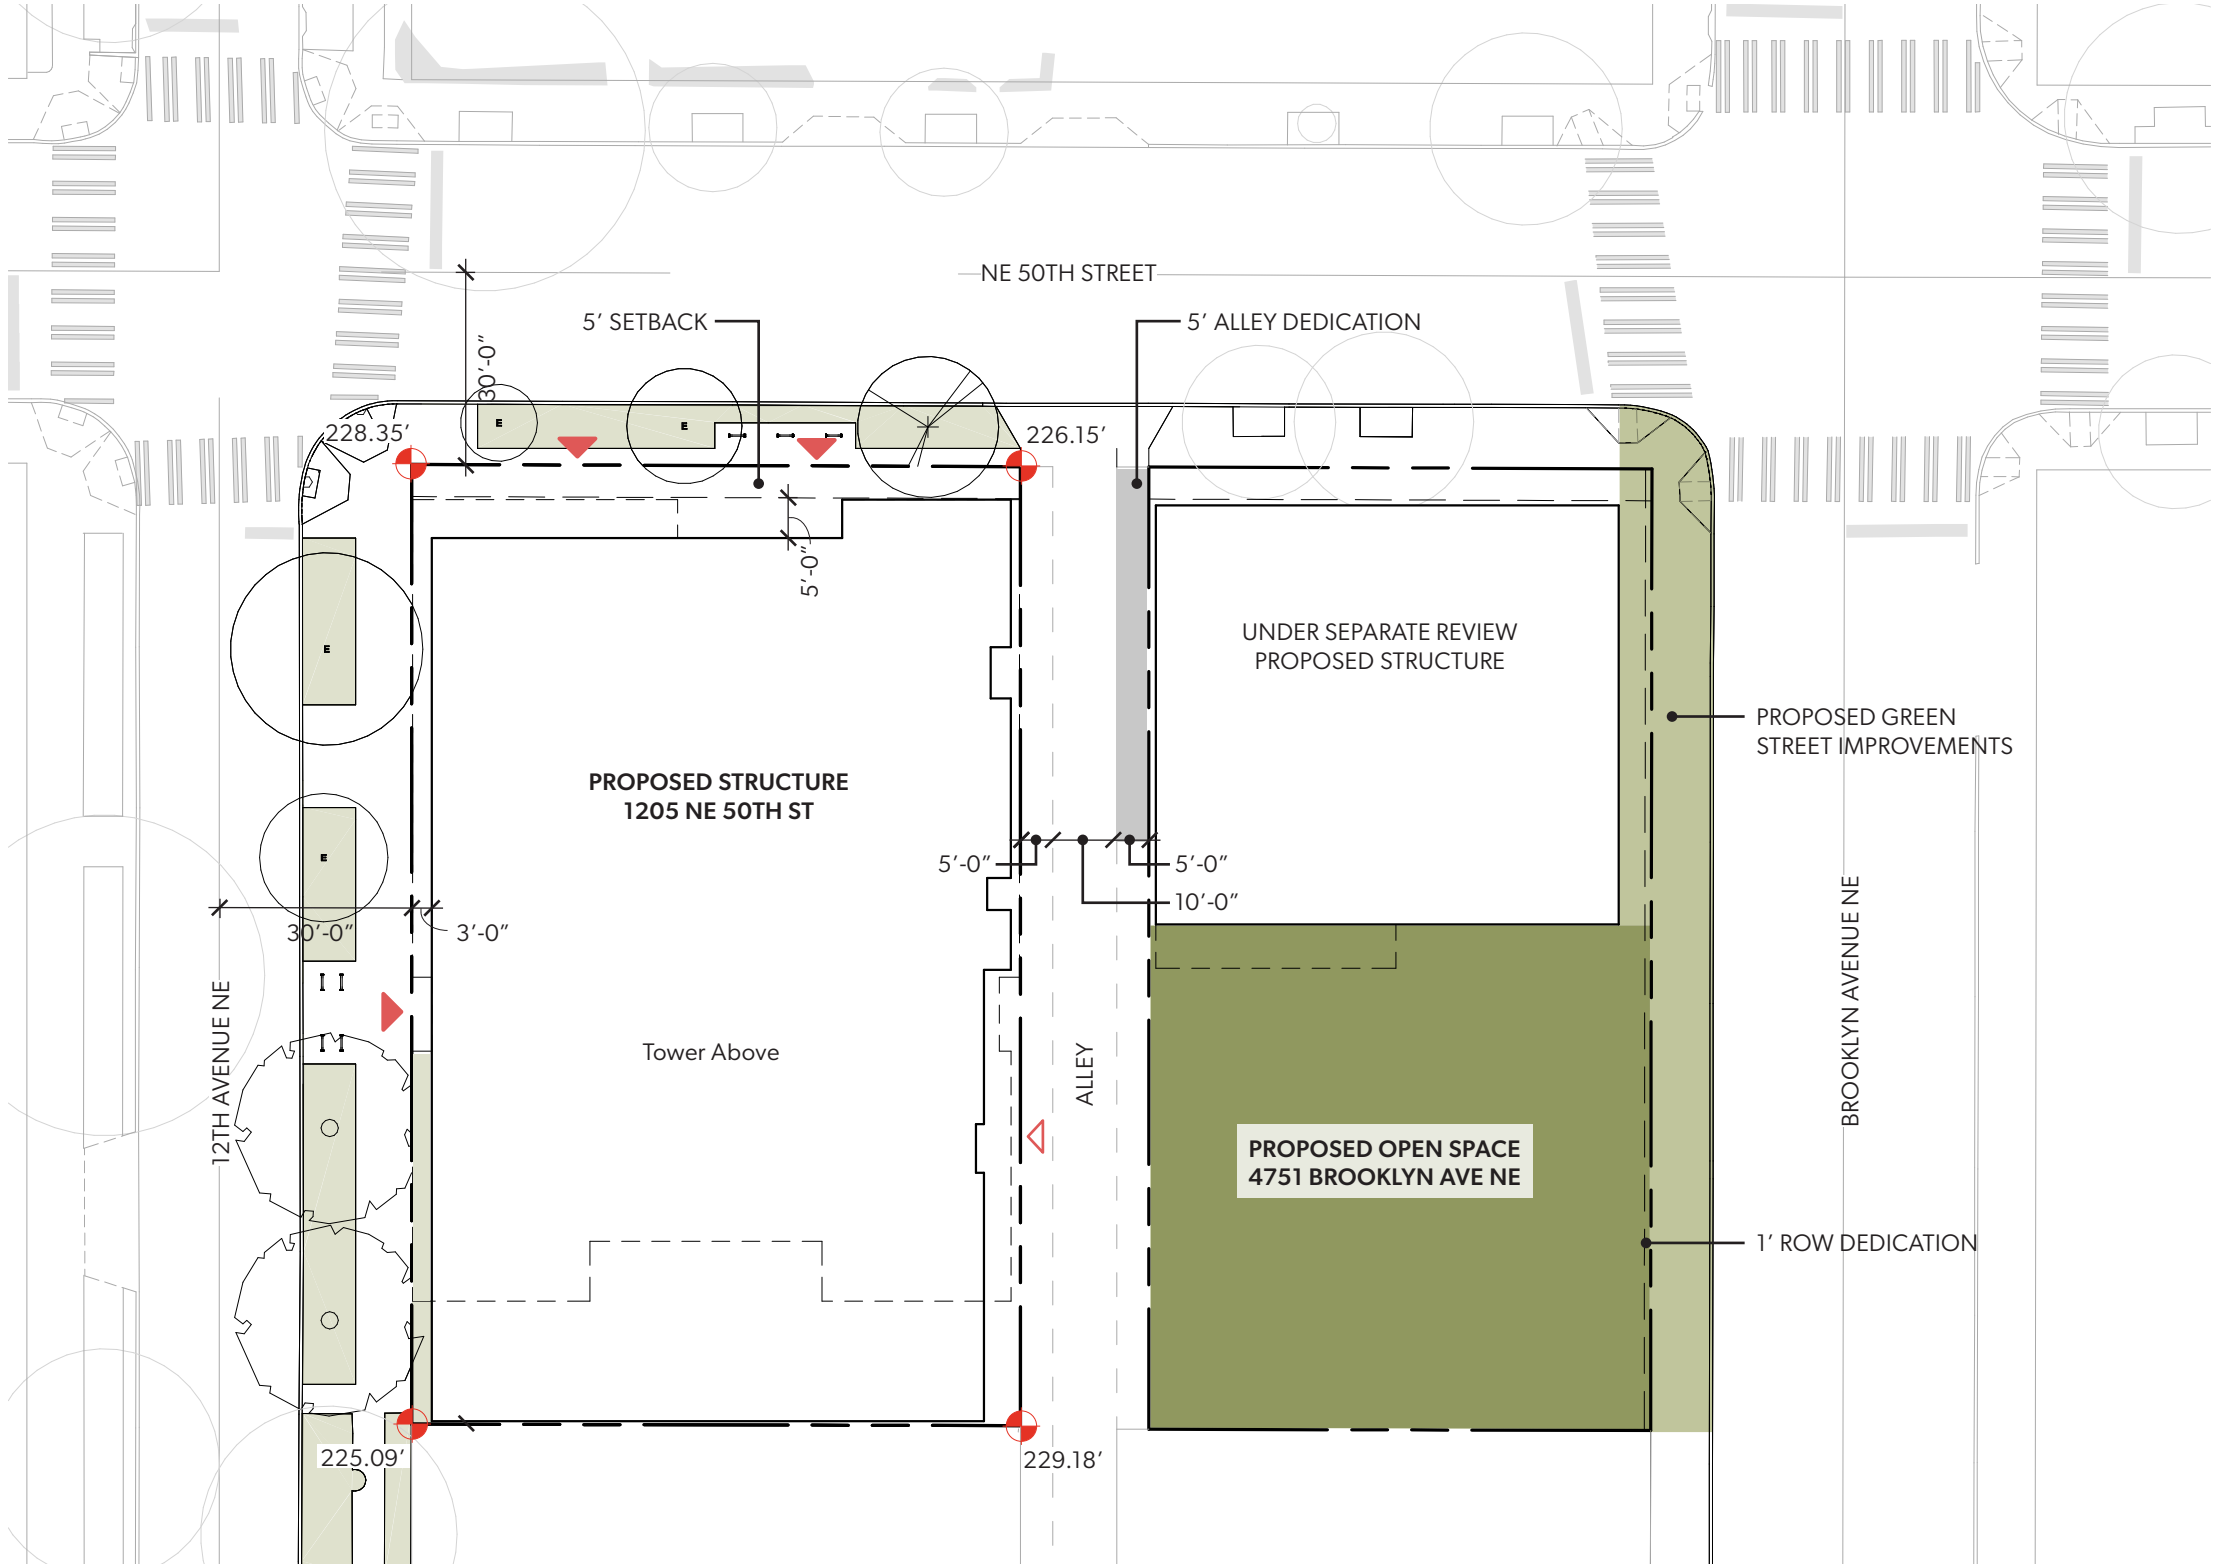 NE 50TH STREET
5’ SETBACK
5’ ALLEY DEDICATION
30’-0”
228.35’
226.15’
E
E
5’-0”
UNDER SEPARATE REVIEW
PROPOSED STRUCTURE
E
PROPOSED GREEN
STREET IMPROVEMENTS
PROPOSED STRUCTURE
1205 NE 50TH ST
E
5’-0”
5’-0”
10’-0”
30’-0”
3’-0”
12TH AVENUE NE
BROOKLYN AVENUE NE
Tower Above
ALLEY
PROPOSED OPEN SPACE
4751 BROOKLYN AVE NE
1’ ROW DEDICATION
225.09’
229.18’